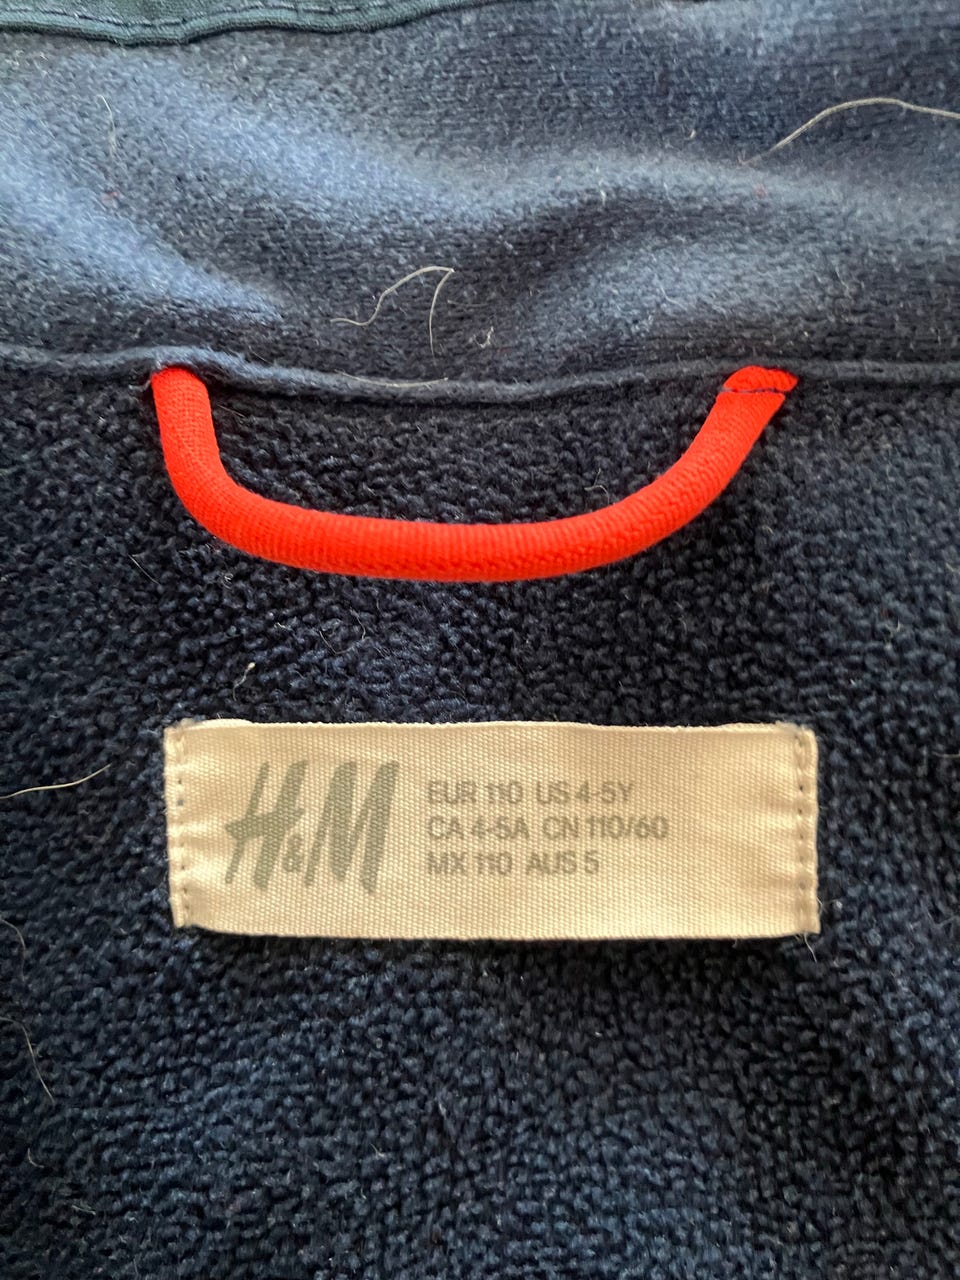 H&M
EUR 110 US 4-5Y
CA 4-5A CN 110/60
MX 110 AUS 5